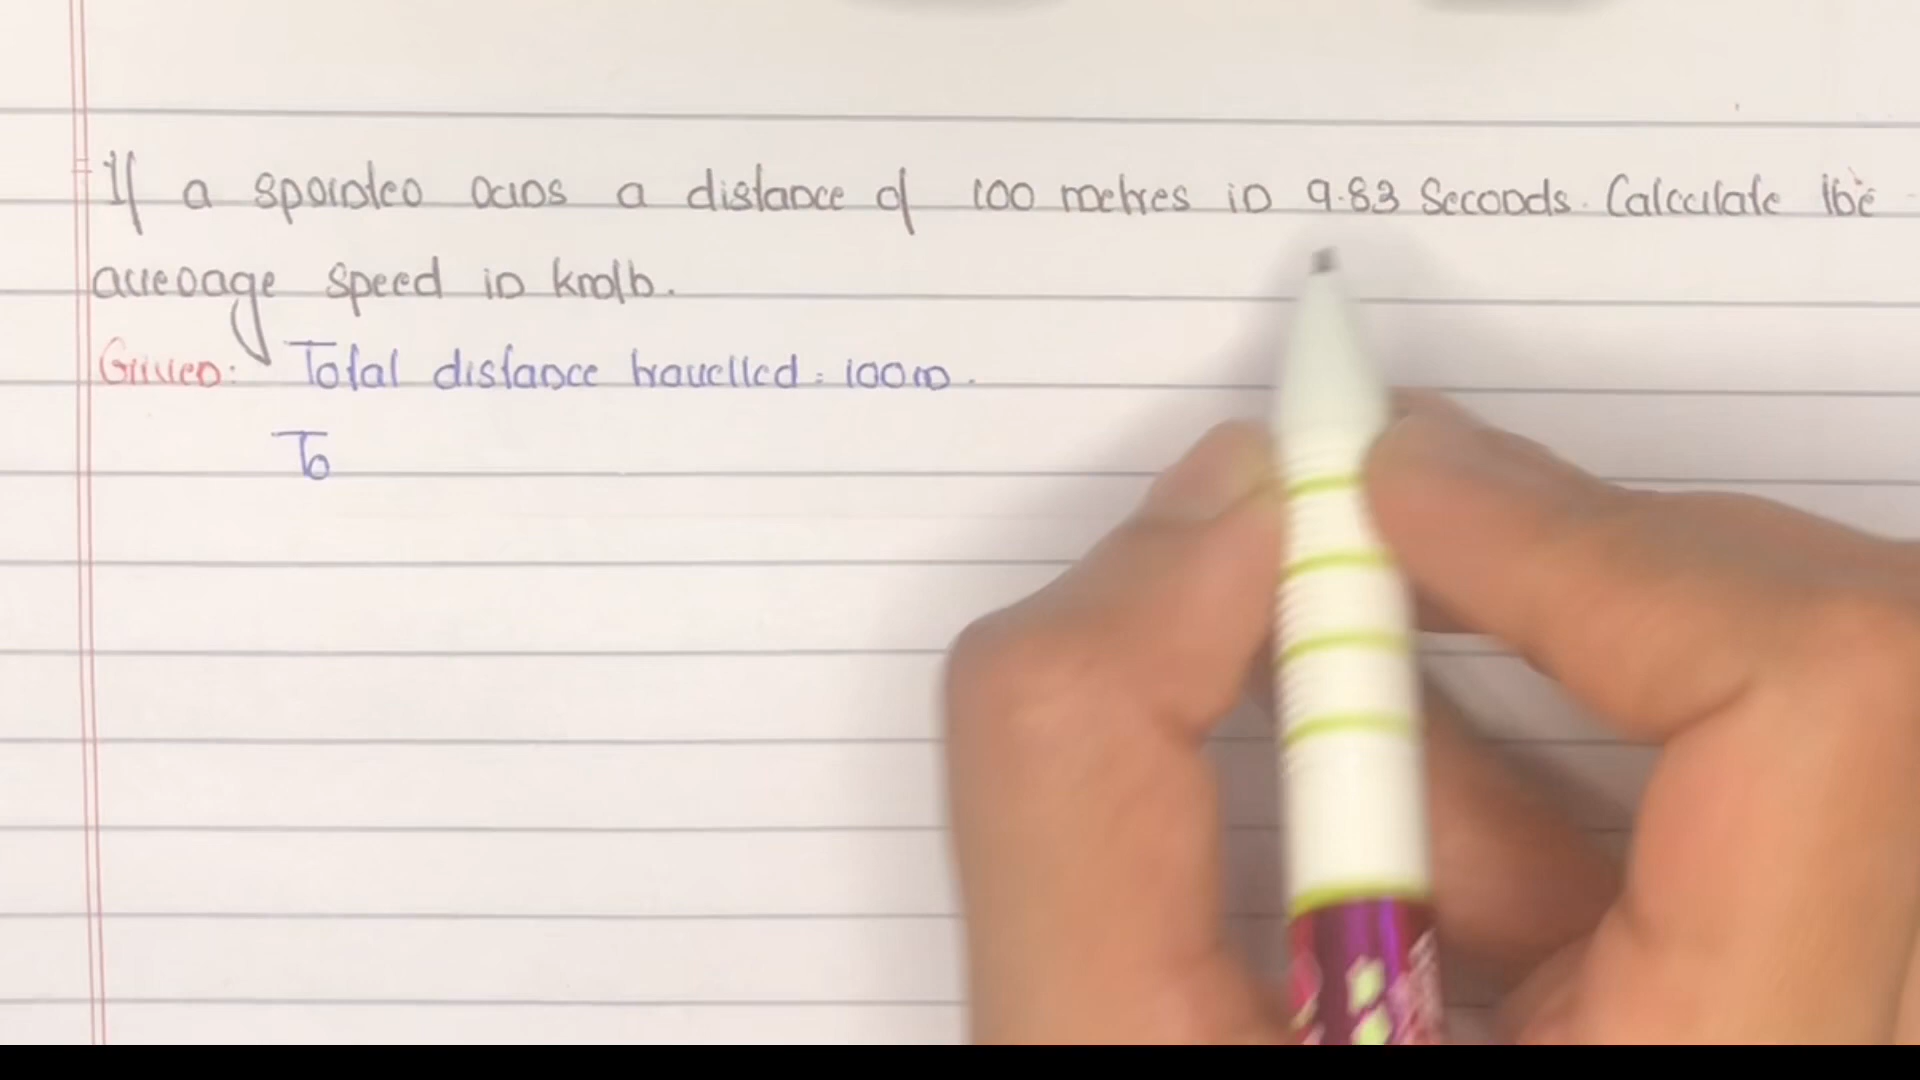 If a sprinter runs a distance of 100 metres in 9.83 Seconds. Calculate the
average speed in km/h.
Given: Total distance travelled = 100m.
To